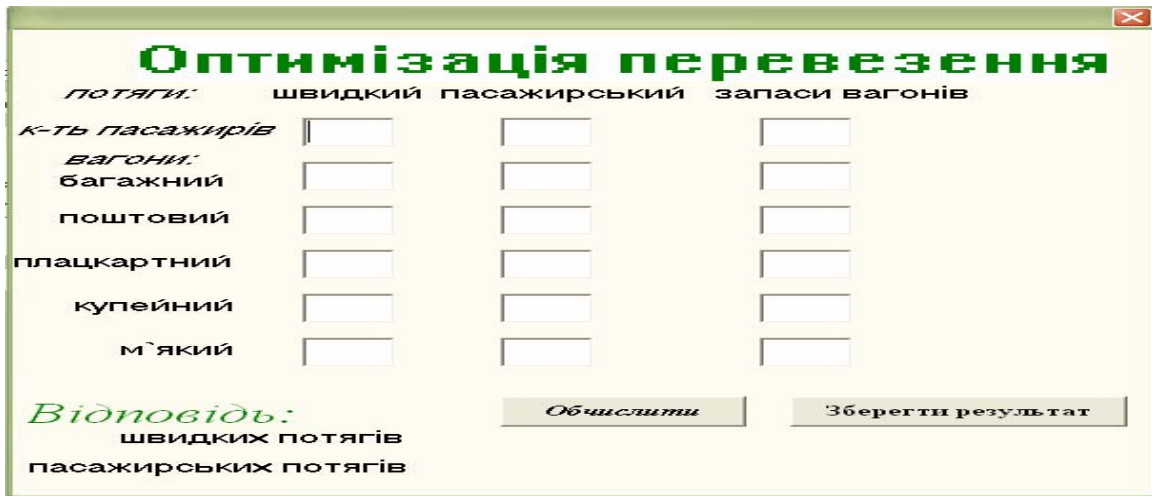 Оптимізація перевезення
потяги: швидкий пасажирський запаси вагонів
к-ть пасажирів
вагони:
багажний
поштовий
плацкартний
купейний
м`який
Відповідь: Обчислити Зберегти результат
швидких потягів
пасажирських потягів